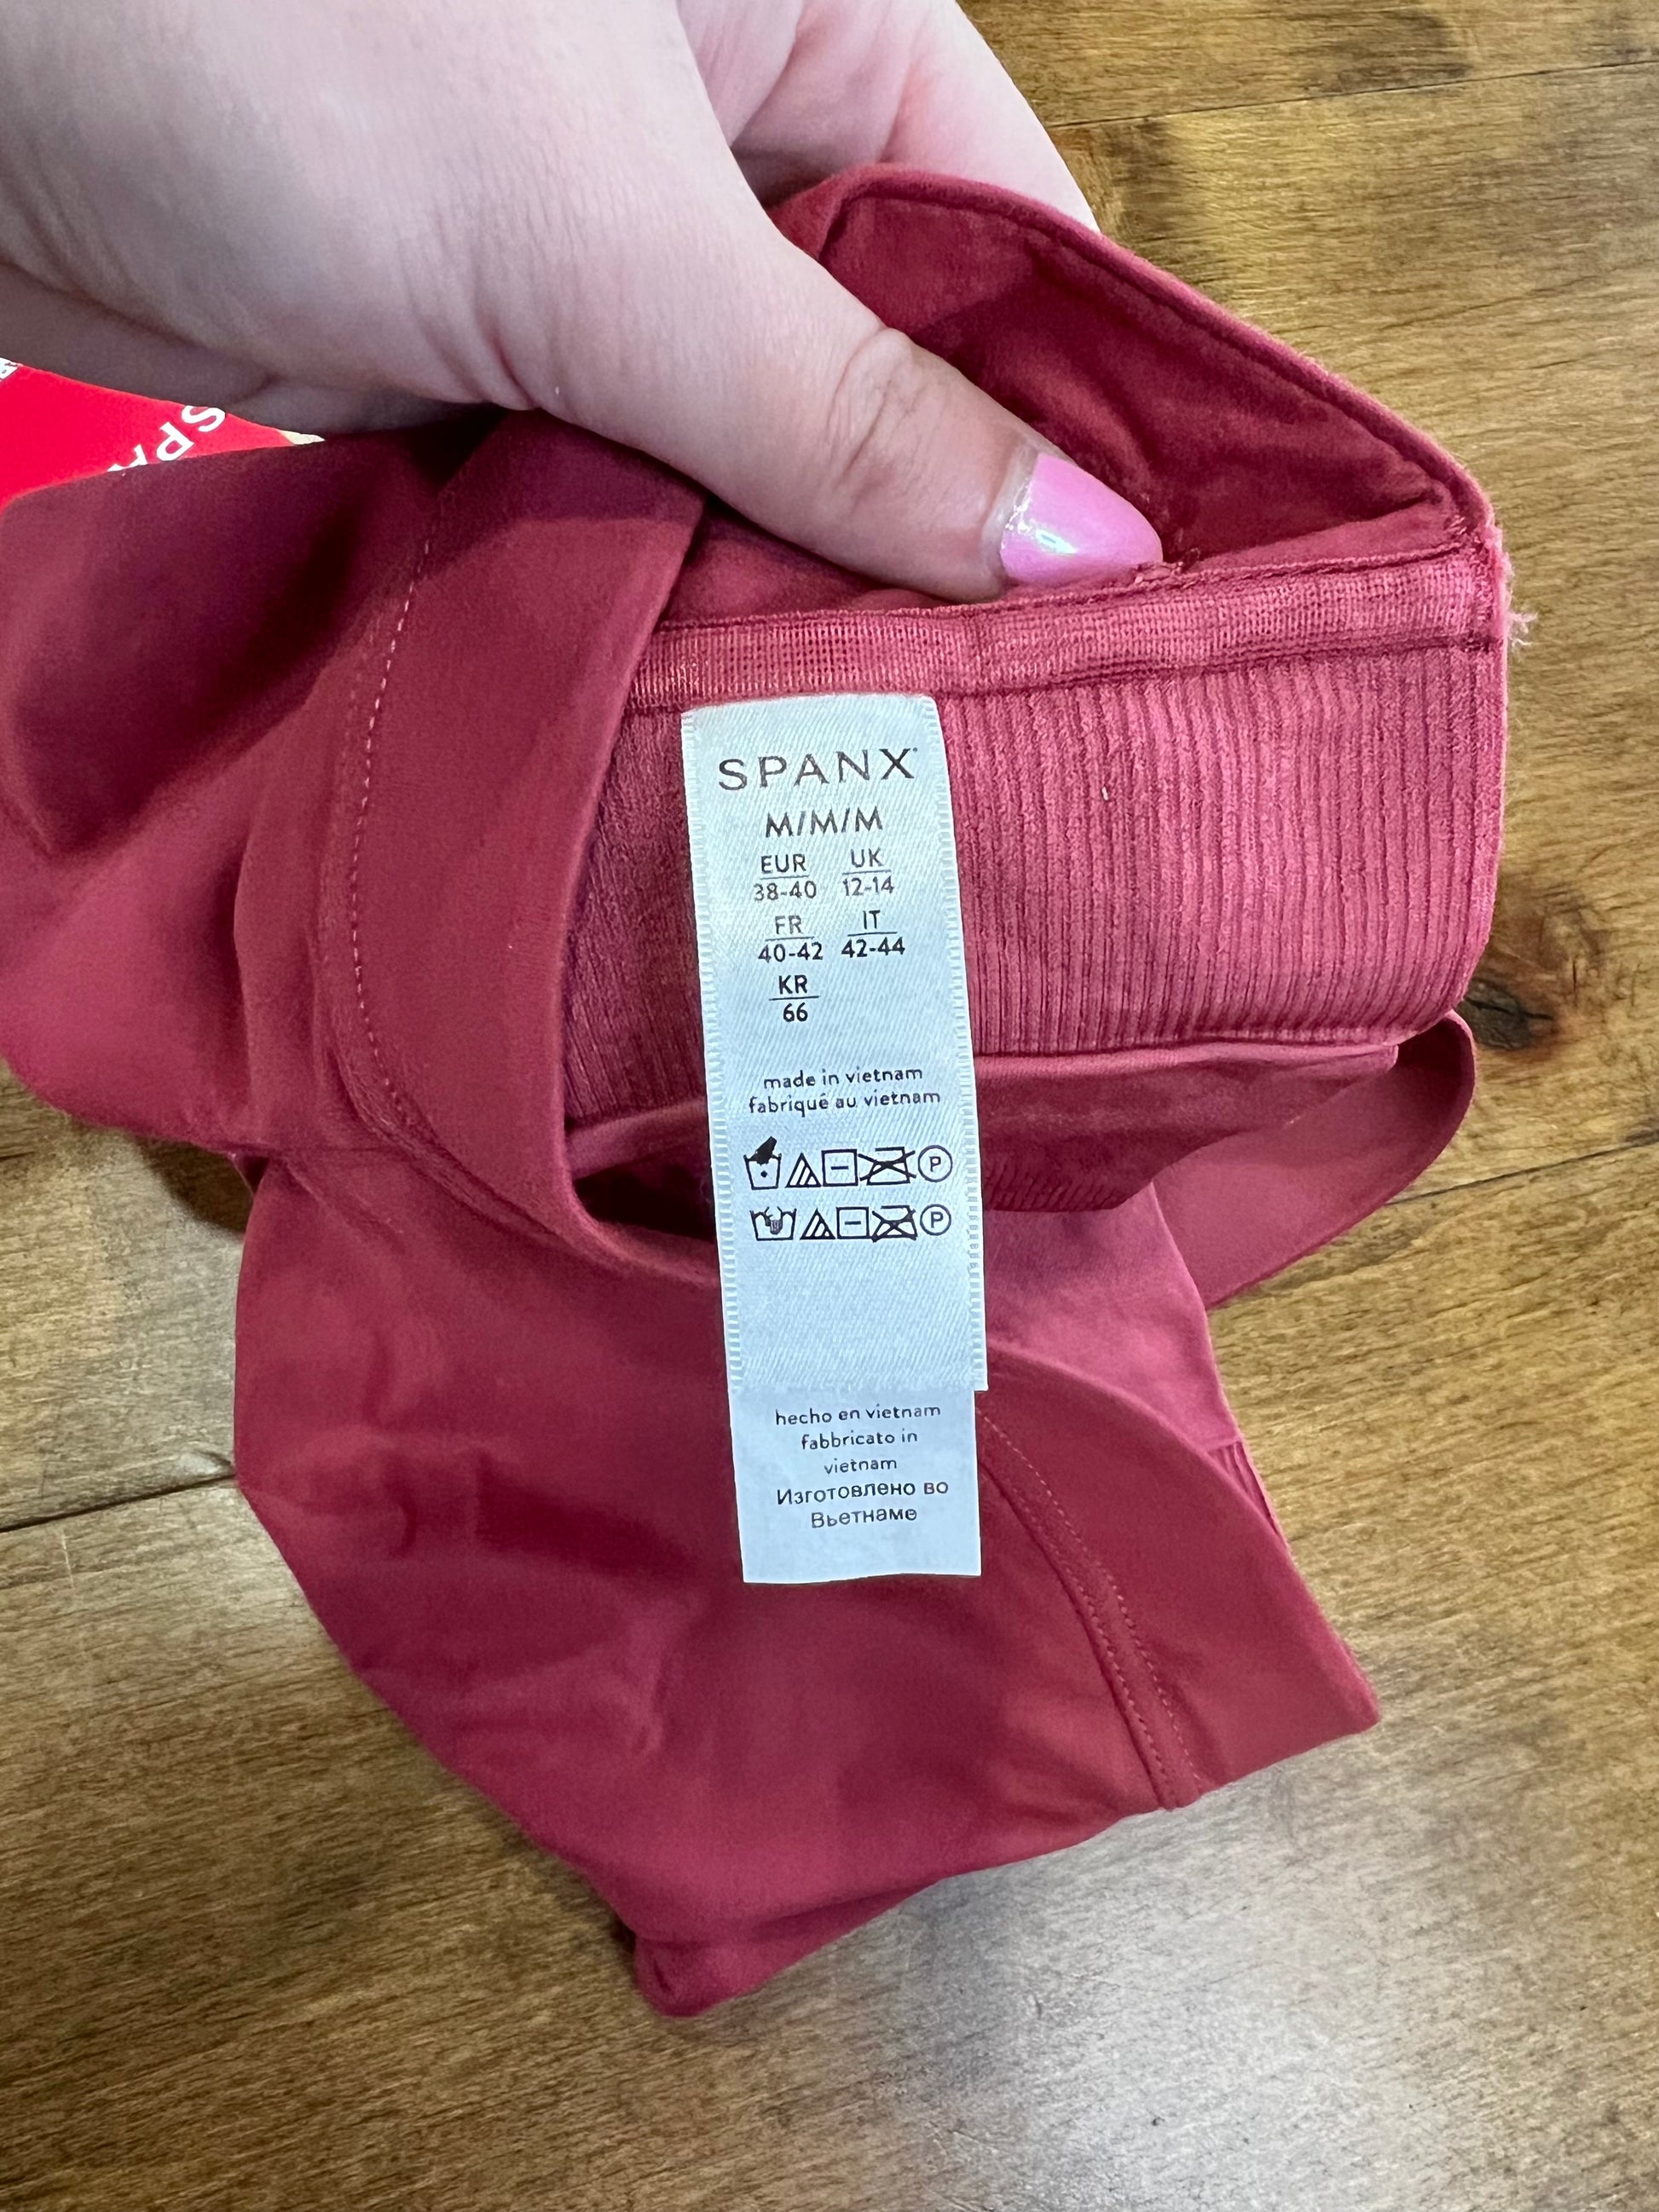 SPA
SPANX
M/M/M
EUR UK
38-40 12-14
FR IT
40-42 42-44
KR
66
made in vietnam
fabriqué au vietnam
P
P
hecho en vietnam
fabbricato in
vietnam
Изготовлено во
Вьетнаме